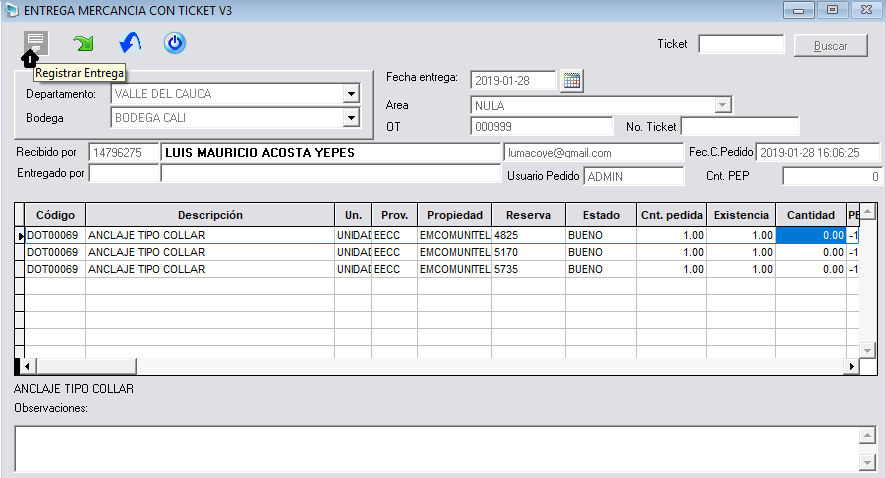 ENTREGA MERCANCIA CON TICKET V3
Ticket
Buscar
Registrar Entrega
Departamento: VALLE DEL CAUCA
Bodega BODEGA CALI
Fecha entrega: 2019-01-28
Area NULA
OT 000999 No. Ticket
Recibido por 14796275 LUIS MAURICIO ACOSTA YEPES lumacoye@gmail.com Fec.C.Pedido 2019-01-28 16:06:25
Entregado por Usuario Pedido ADMIN Cnt. PEP 0
Código Descripción Un. Prov. Propiedad Reserva Estado Cnt. pedida Existencia Cantidad PE
DOT00069 ANCLAJE TIPO COLLAR UNIDAD EECC EMCOMUNITEL 4825 BUENO 1.00 1.00 0.00 -1
DOT00069 ANCLAJE TIPO COLLAR UNIDAD EECC EMCOMUNITEL 5170 BUENO 1.00 1.00 0.00 -1
DOT00069 ANCLAJE TIPO COLLAR UNIDAD EECC EMCOMUNITEL 5735 BUENO 1.00 1.00 0.00 -1
ANCLAJE TIPO COLLAR
Observaciones: